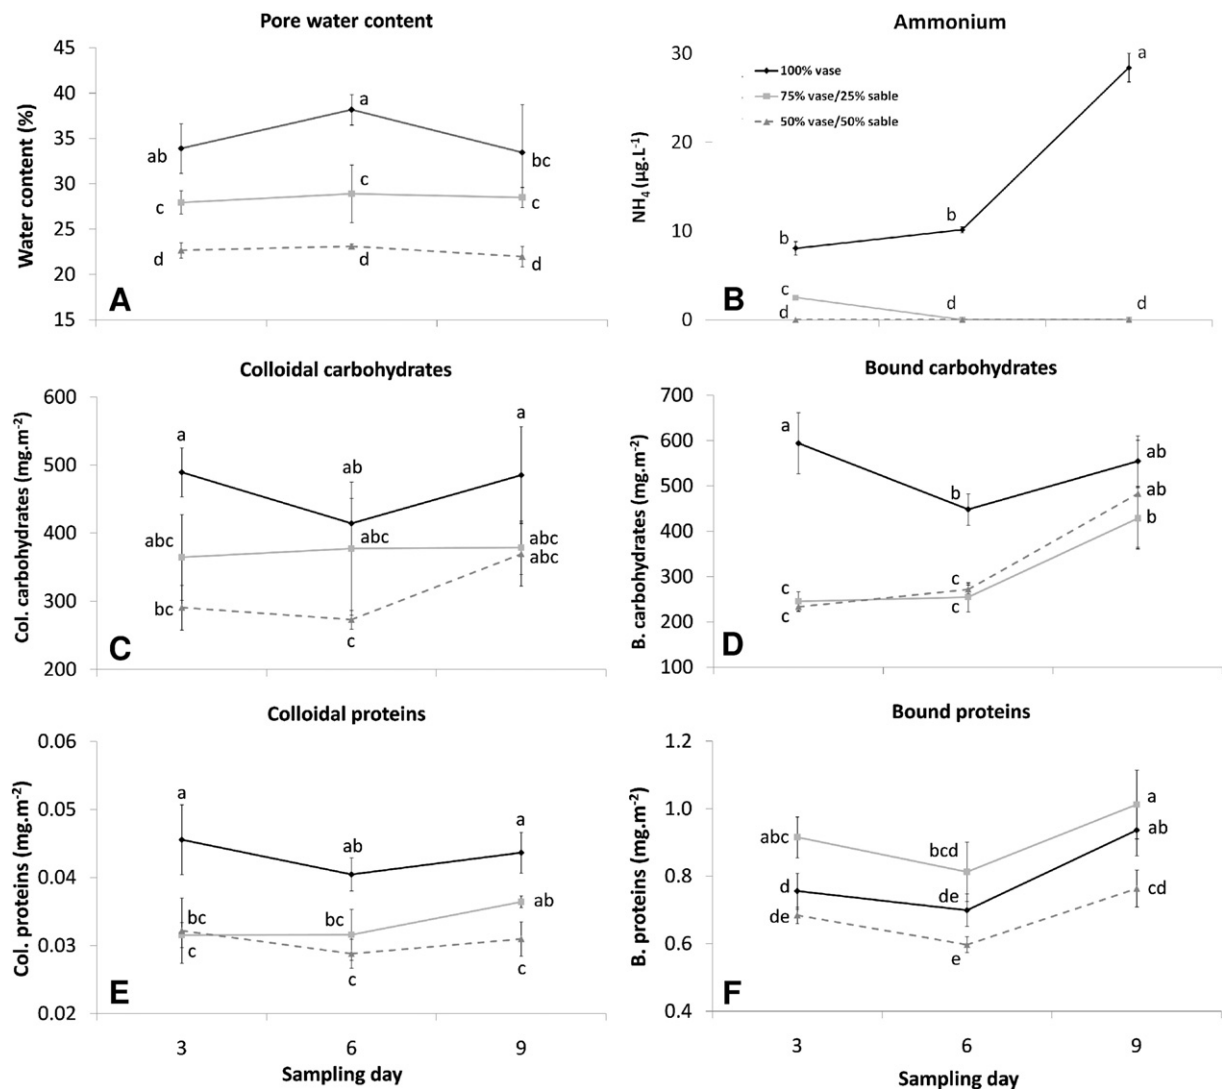 Pore water content
Water content (%)
45
40
35
30
25
20
15
ab
a
bc
c
c
c
d
d
d
A
Ammonium
NH4 (µg.L-1)
30
20
10
0
100% vase
75% vase/25% sable
50% vase/50% sable
a
b
b
c
d
d
d
B
Colloidal carbohydrates
Col. carbohydrates (mg.m-2)
600
500
400
300
200
a
ab
a
abc
abc
abc
abc
bc
c
C
Bound carbohydrates
B. carbohydrates (mg.m-2)
700
600
500
400
300
200
100
a
b
ab
ab
b
c
c
c
c
D
Colloidal proteins
Col. proteins (mg.m-2)
0.06
0.05
0.04
0.03
0.02
a
ab
a
bc
bc
ab
c
c
c
E
3
6
9
Sampling day
Bound proteins
B. proteins (mg.m-2)
1.2
1.0
0.8
0.6
0.4
abc
bcd
a
ab
d
de
cd
de
e
F
3
6
9
Sampling day